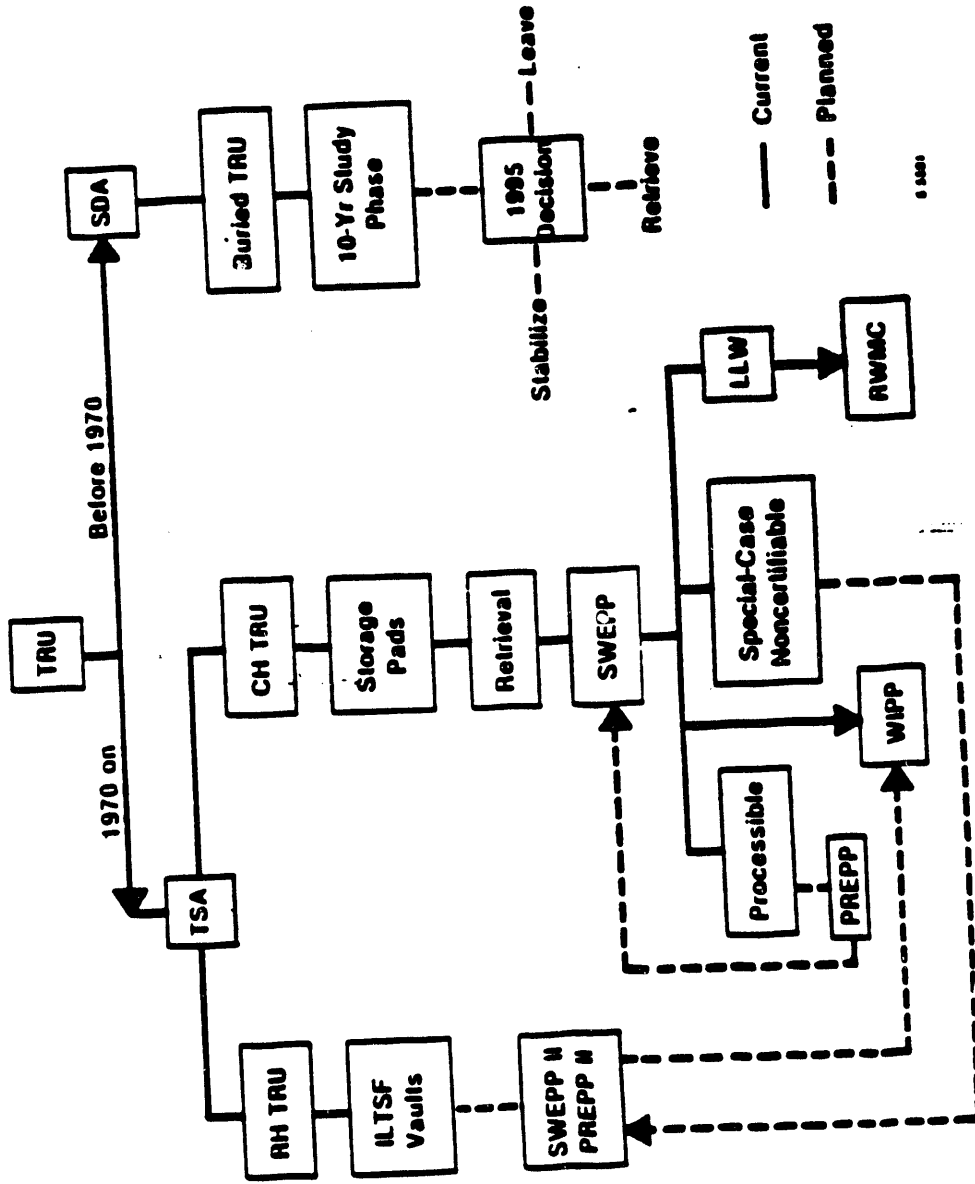 TRU
1970 on
Before 1970
TSA
SDA
RH TRU
CH TRU
Buried TRU
ILTSF
Vaults
Storage
Pads
10-Yr Study
Phase
Retrieval
SWEPP II
PREPP II
SWEPP
1995
Decision
Stabilize
Leave
Retrieve
Processible
Special-Case
Noncertifiable
LLW
PREPP
WIPP
RWMC
Current
Planned